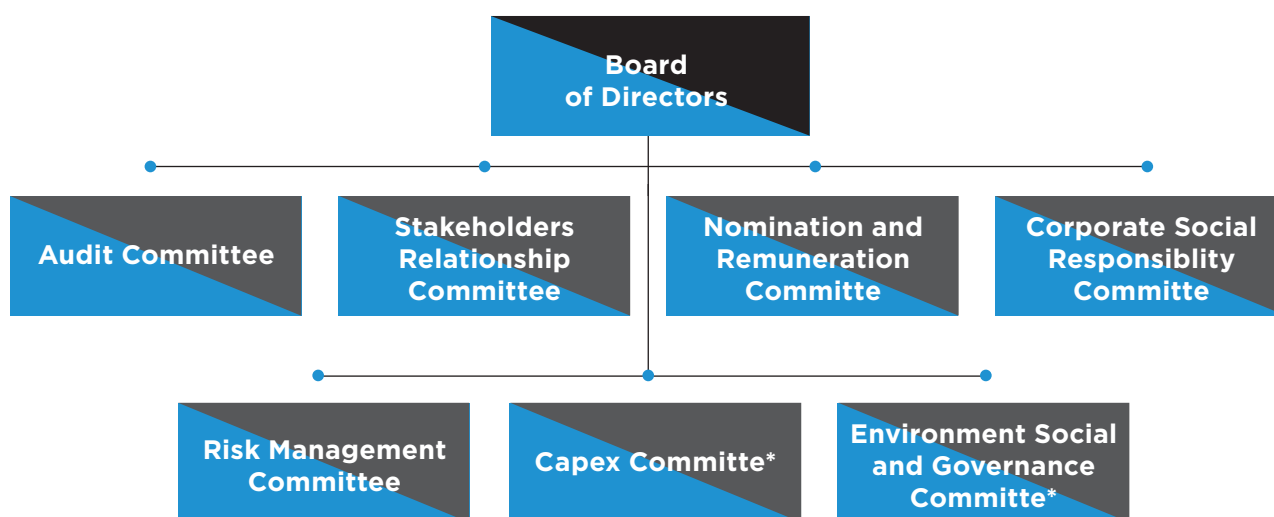 Board
of Directors
Audit Committee
Stakeholders
Relationship
Committee
Nomination and
Remuneration
Committe
Corporate Social
Responsiblity
Committe
Risk Management
Committee
Capex Committe*
Environment Social
and Governance
Committe*